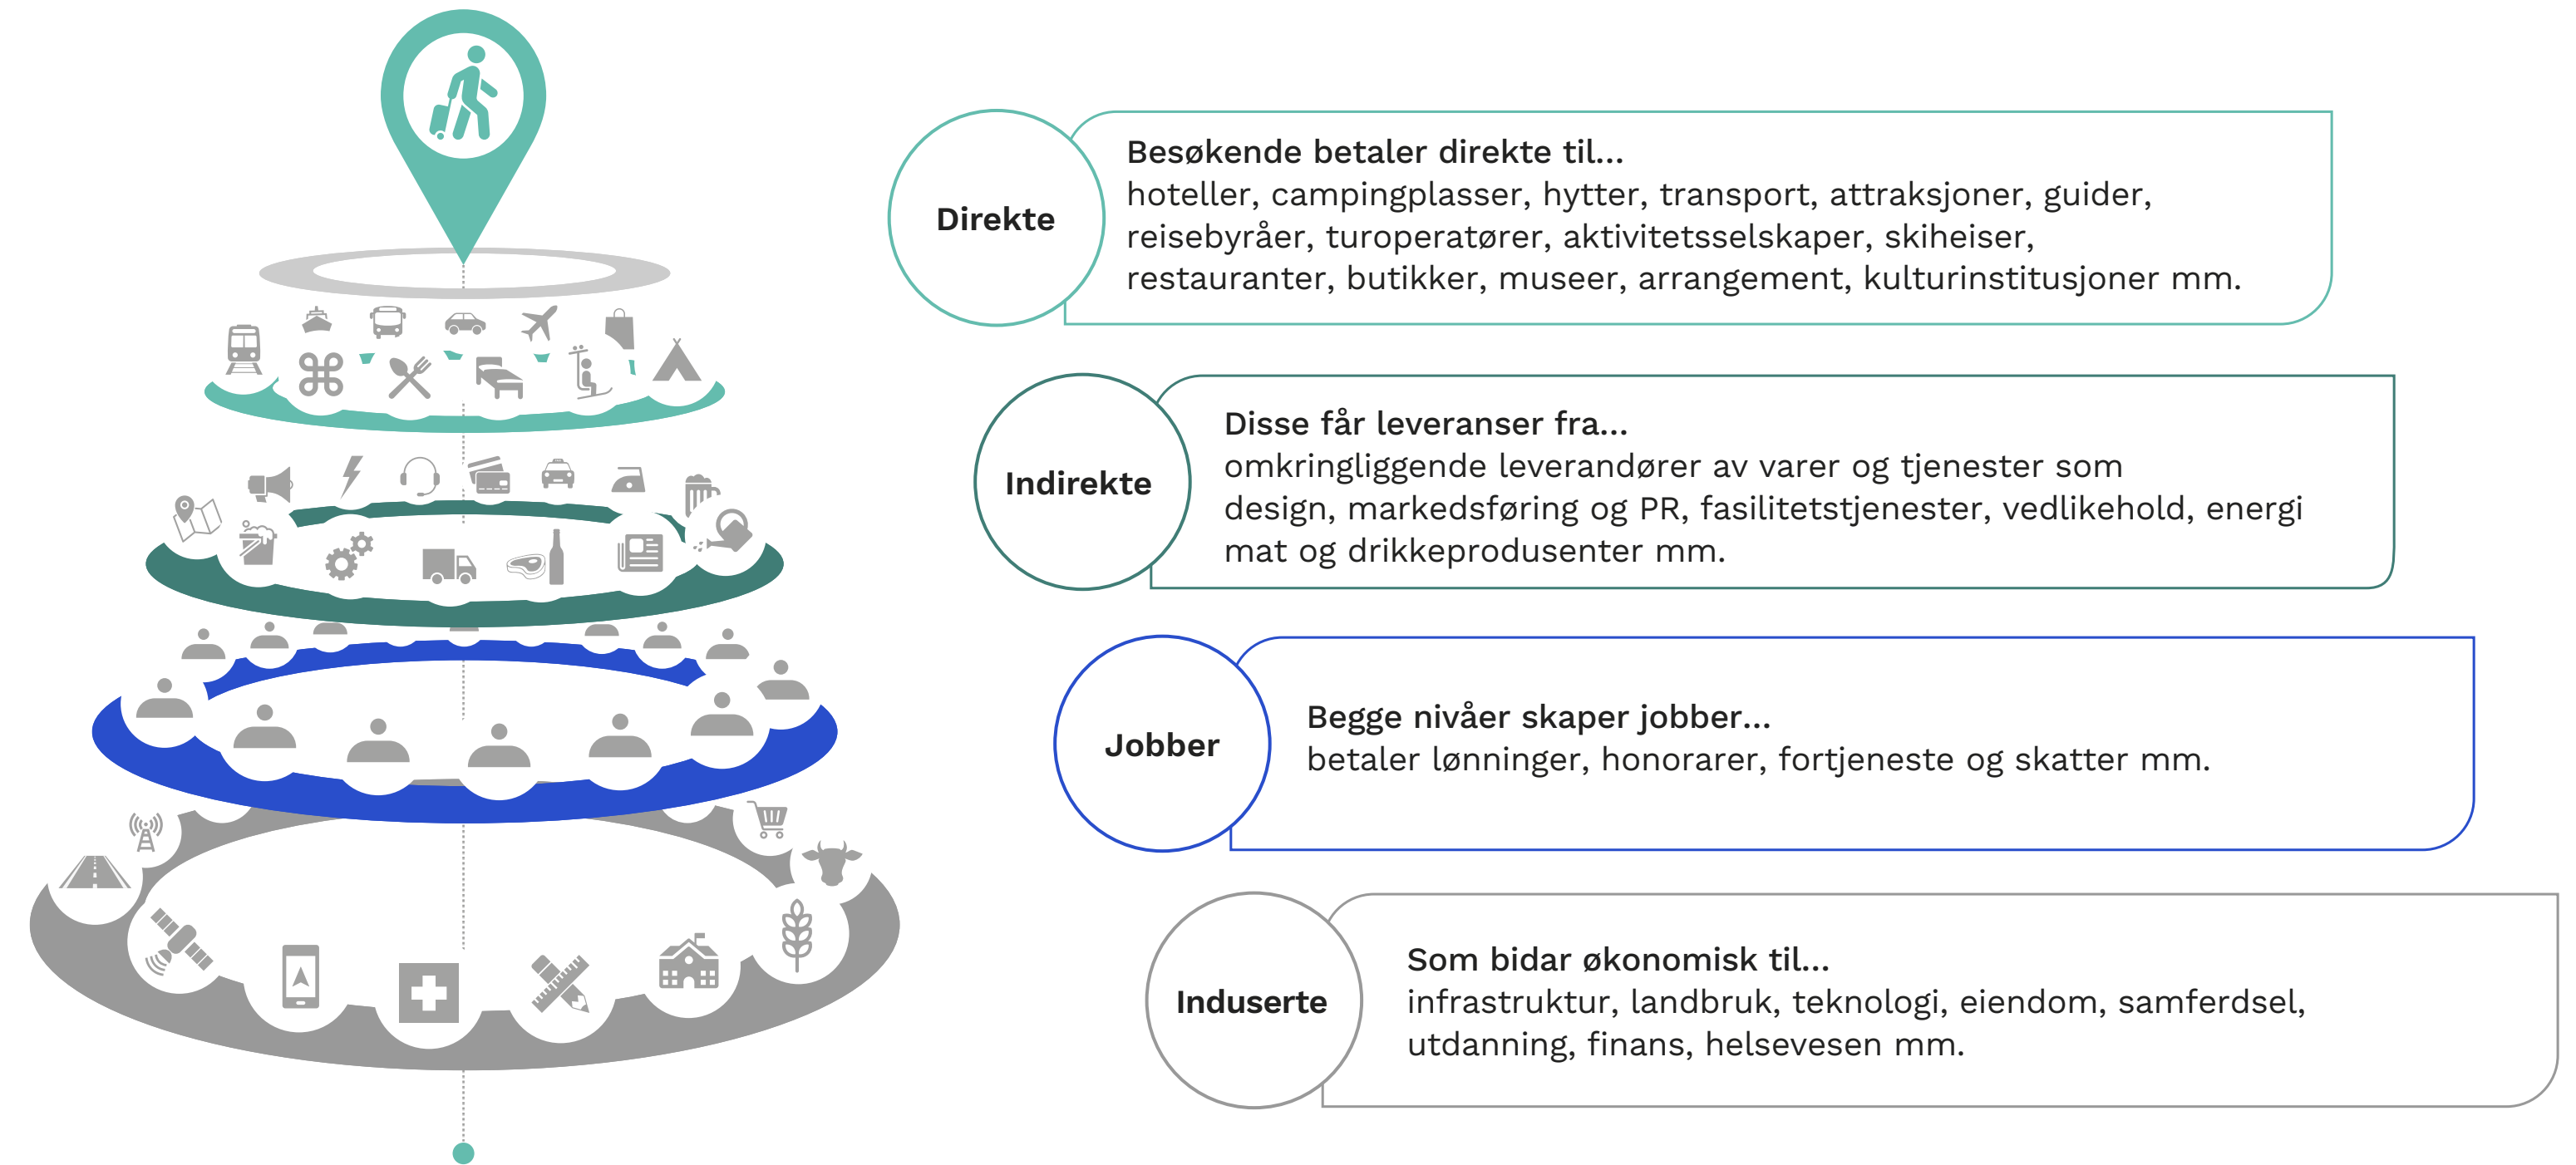 Direkte
Besøkende betaler direkte til...
hoteller, campingplasser, hytter, transport, attraksjoner, guider,
reisebyråer, turoperatører, aktivitetsselskaper, skiheiser,
restauranter, butikker, museer, arrangement, kulturinstitusjoner mm.
Indirekte
Disse får leveranser fra...
omkringliggende leverandører av varer og tjenester som
design, markedsføring og PR, fasilitetstjenester, vedlikehold, energi
mat og drikkeprodusenter mm.
Jobber
Begge nivåer skaper jobber...
betaler lønninger, honorarer, fortjeneste og skatter mm.
Induserte
Som bidar økonomisk til...
infrastruktur, landbruk, teknologi, eiendom, samferdsel,
utdanning, finans, helsevesen mm.